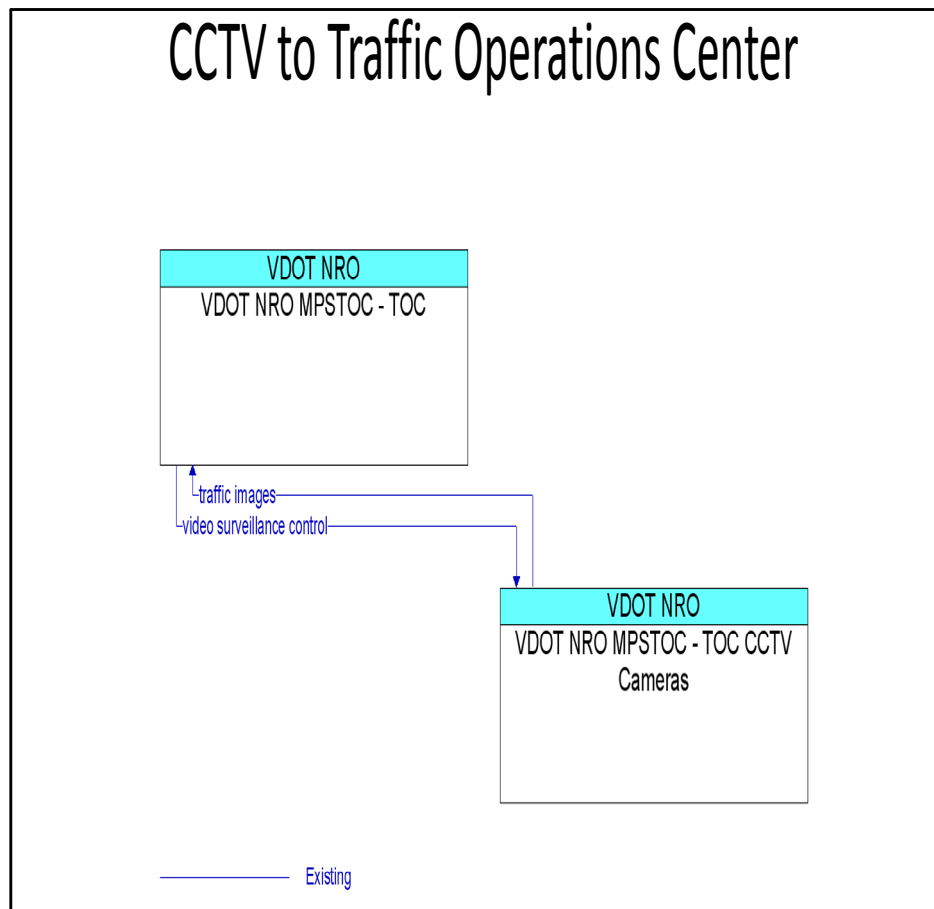 CCTV to Traffic Operations Center
VDOT NRO
VDOT NRO MPSTOC - TOC
traffic images
video surveillance control
VDOT NRO
VDOT NRO MPSTOC - TOC CCTV
Cameras
Existing